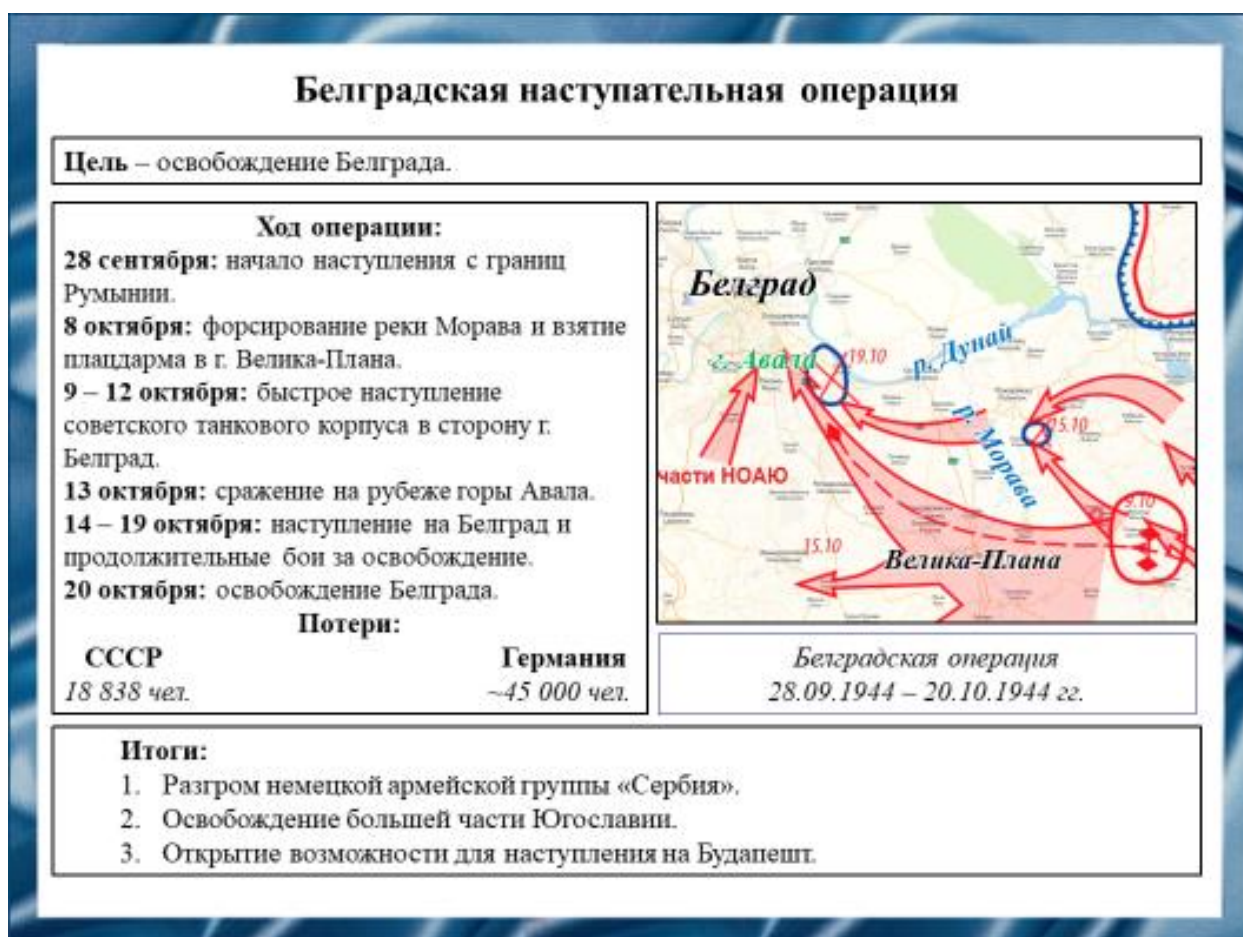 Белградская наступательная операция
Цель – освобождение Белграда.
Ход операции:
28 сентября: начало наступления с границ
Румынии.
8 октября: форсирование реки Морава и взятие
плацдарма в г. Велика-Плана.
9 – 12 октября: быстрое наступление
советского танкового корпуса в сторону г.
Белград.
13 октября: сражение на рубеже горы Авала.
14 – 19 октября: наступление на Белград и
продолжительные бои за освобождение.
20 октября: освобождение Белграда.
Потери:
СССР Германия
18 838 чел. ~45 000 чел.
Белград
г. Авала
19.10
р. Дунай
р. Морава
15.10
части НОАЮ
9.10
15.10
Велика-Плана
Белградская операция
28.09.1944 – 20.10.1944 гг.
Итоги:
1. Разгром немецкой армейской группы «Сербия».
2. Освобождение большей части Югославии.
3. Открытие возможности для наступления на Будапешт.